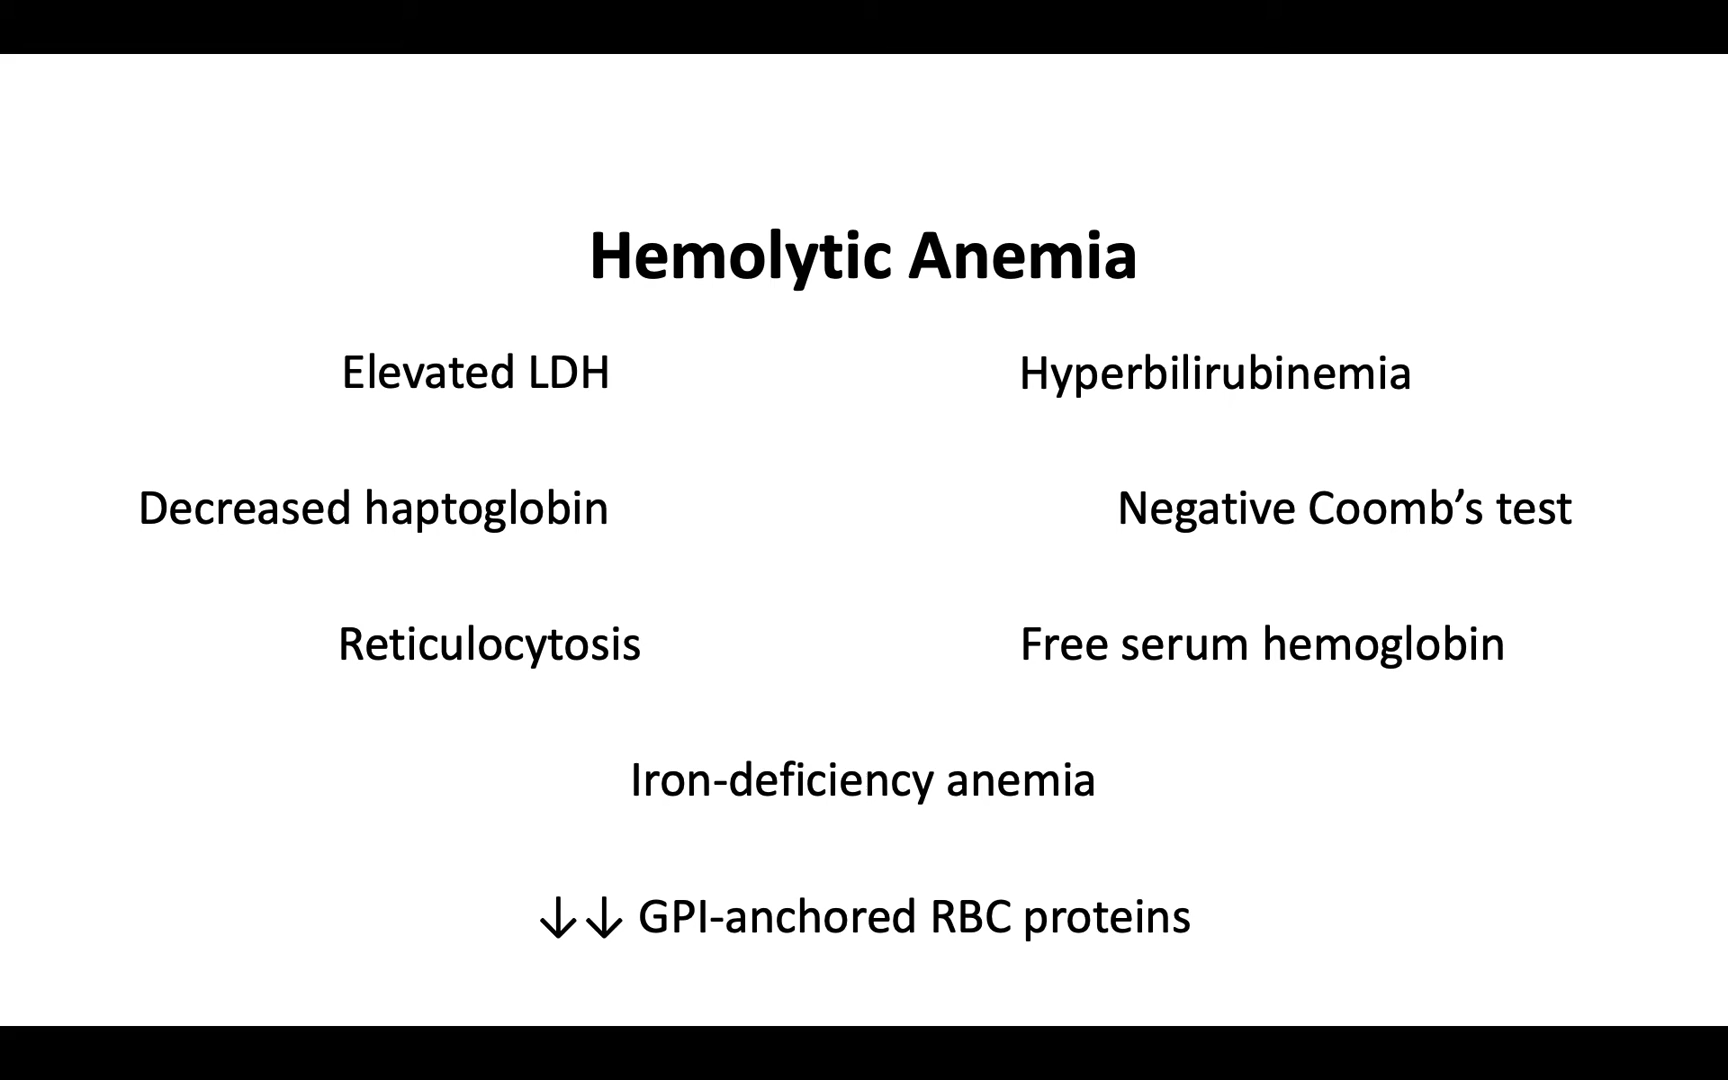 Hemolytic Anemia
Elevated LDH
Hyperbilirubinemia
Decreased haptoglobin
Negative Coomb’s test
Reticulocytosis
Free serum hemoglobin
Iron-deficiency anemia
↓↓ GPI-anchored RBC proteins